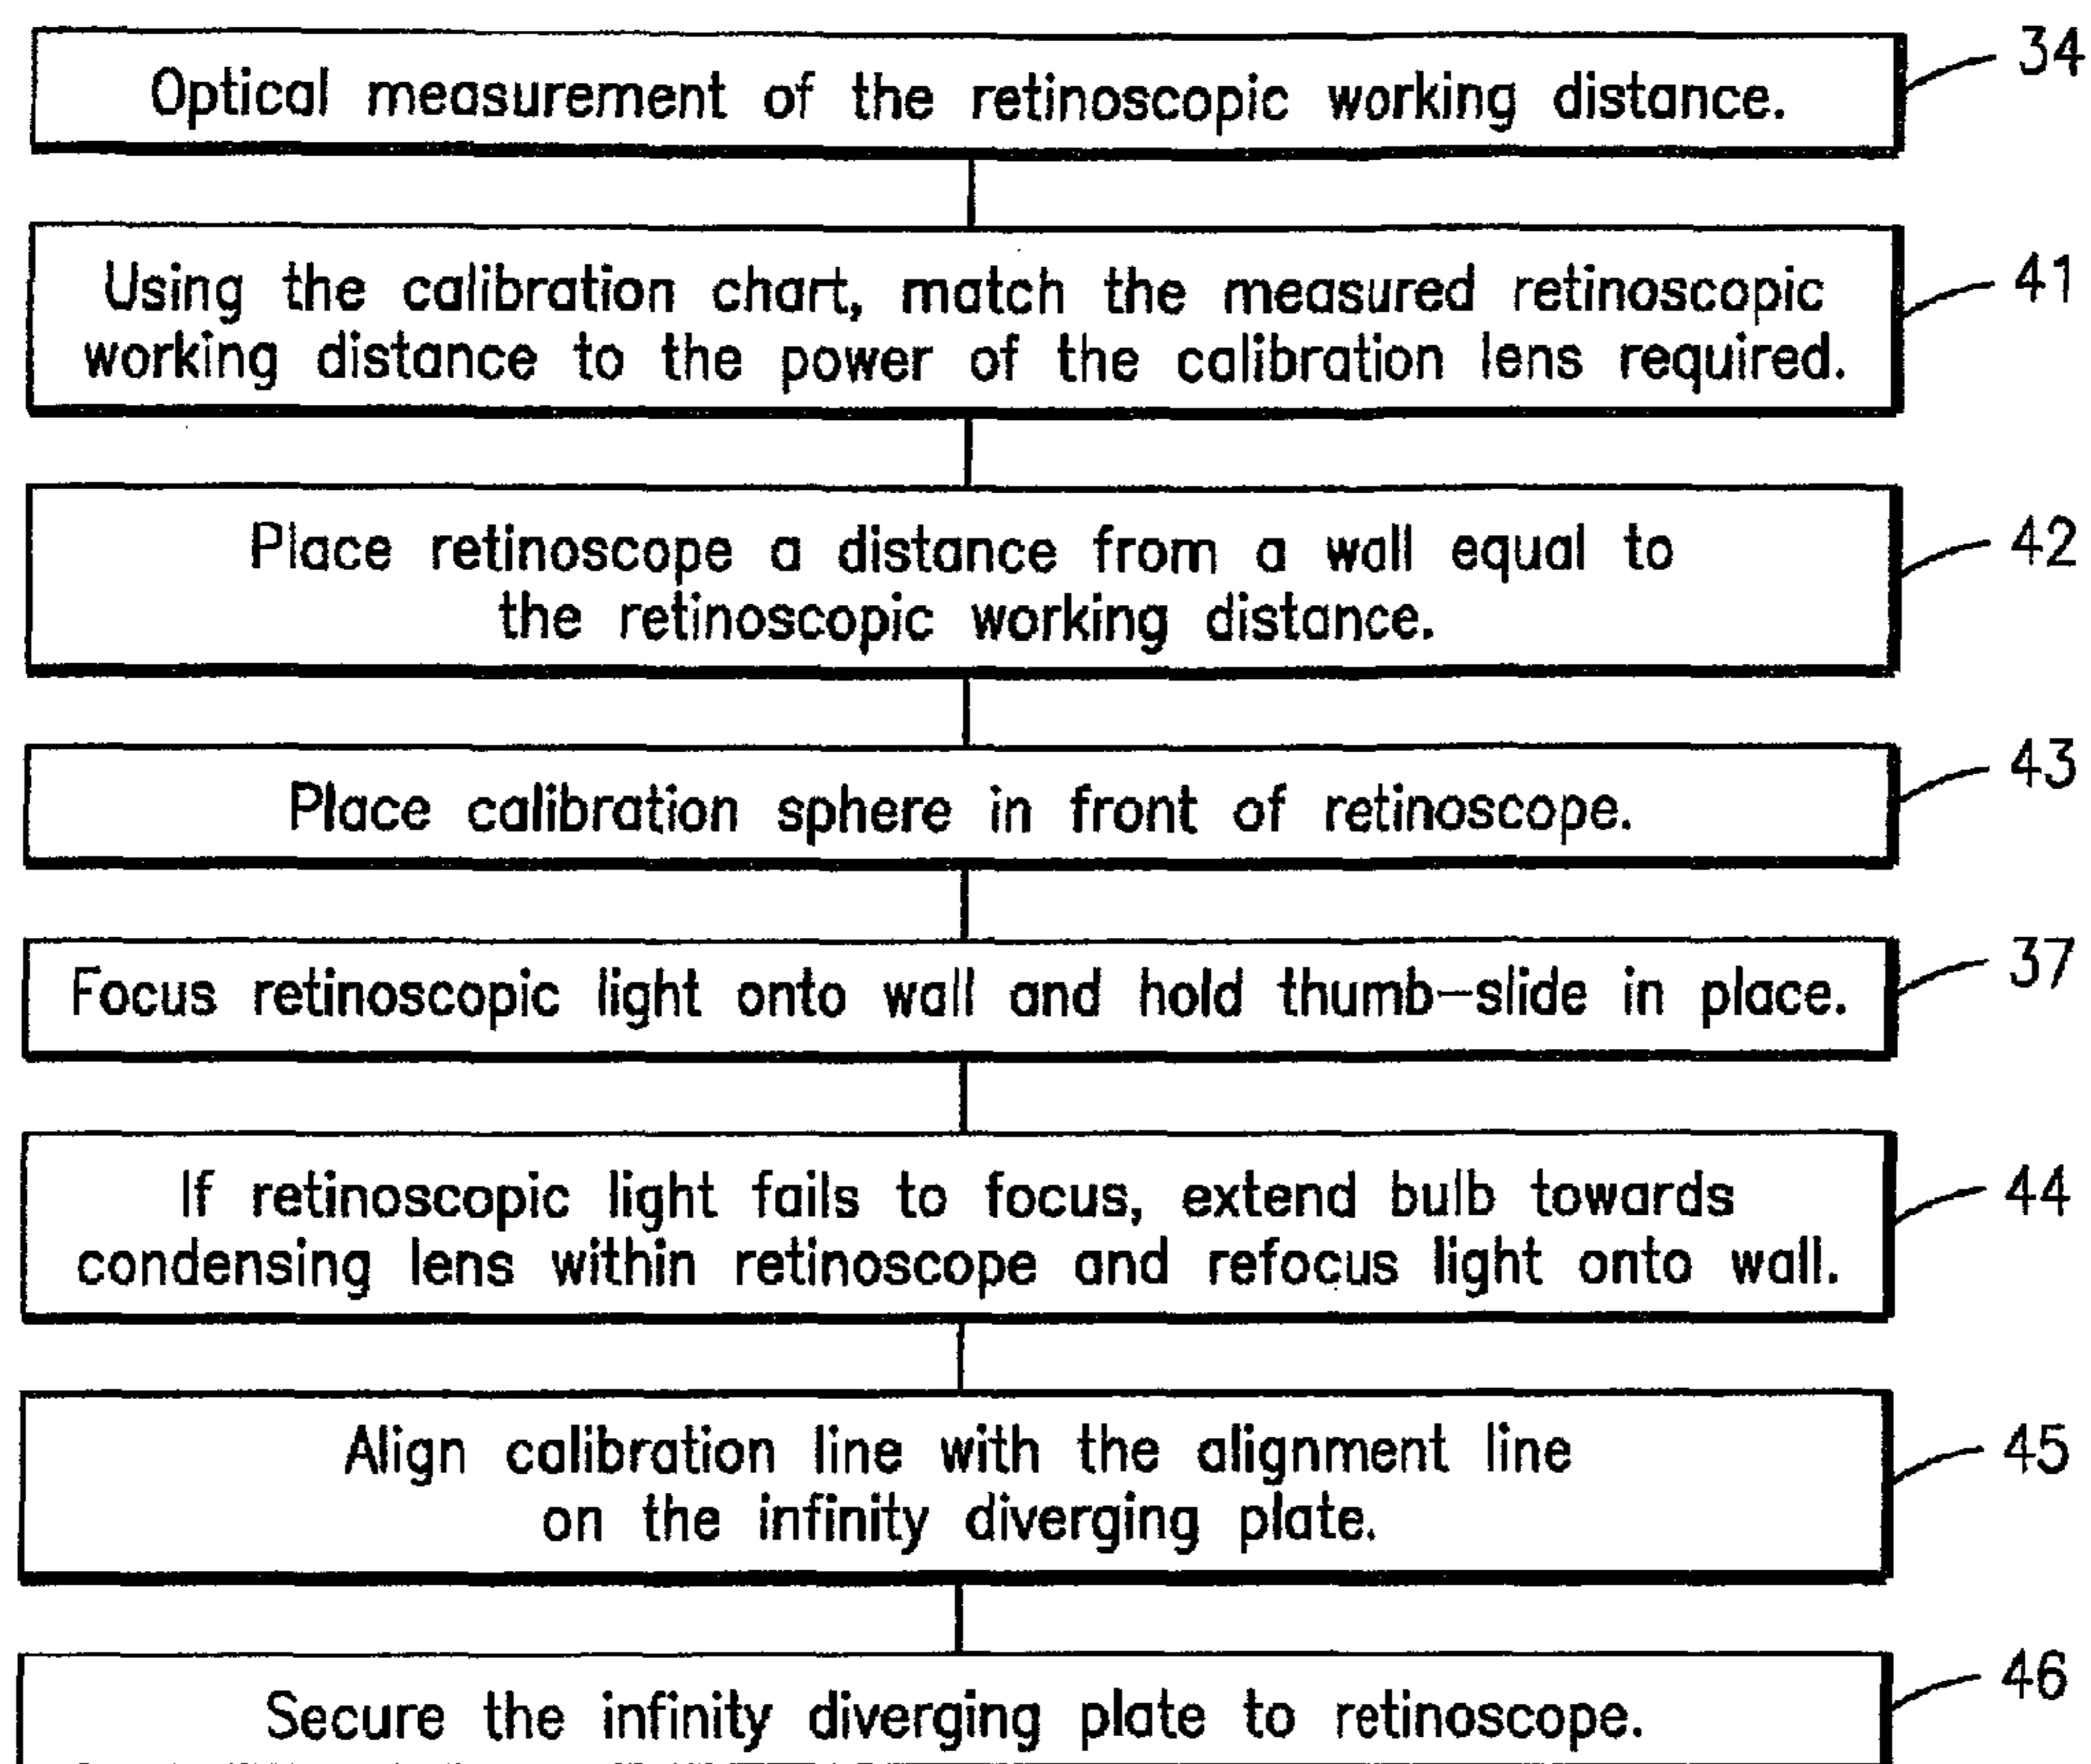 Optical measurement of the retinoscopic working distance.
34
Using the calibration chart, match the measured retinoscopic
working distance to the power of the calibration lens required.
41
Place retinoscope a distance from a wall equal to
the retinoscopic working distance.
42
Place calibration sphere in front of retinoscope.
43
Focus retinoscopic light onto wall and hold thumb-slide in place.
37
If retinoscopic light fails to focus, extend bulb towards
condensing lens within retinoscope and refocus light onto wall.
44
Align calibration line with the alignment line
on the infinity diverging plate.
45
Secure the infinity diverging plate to retinoscope.
46